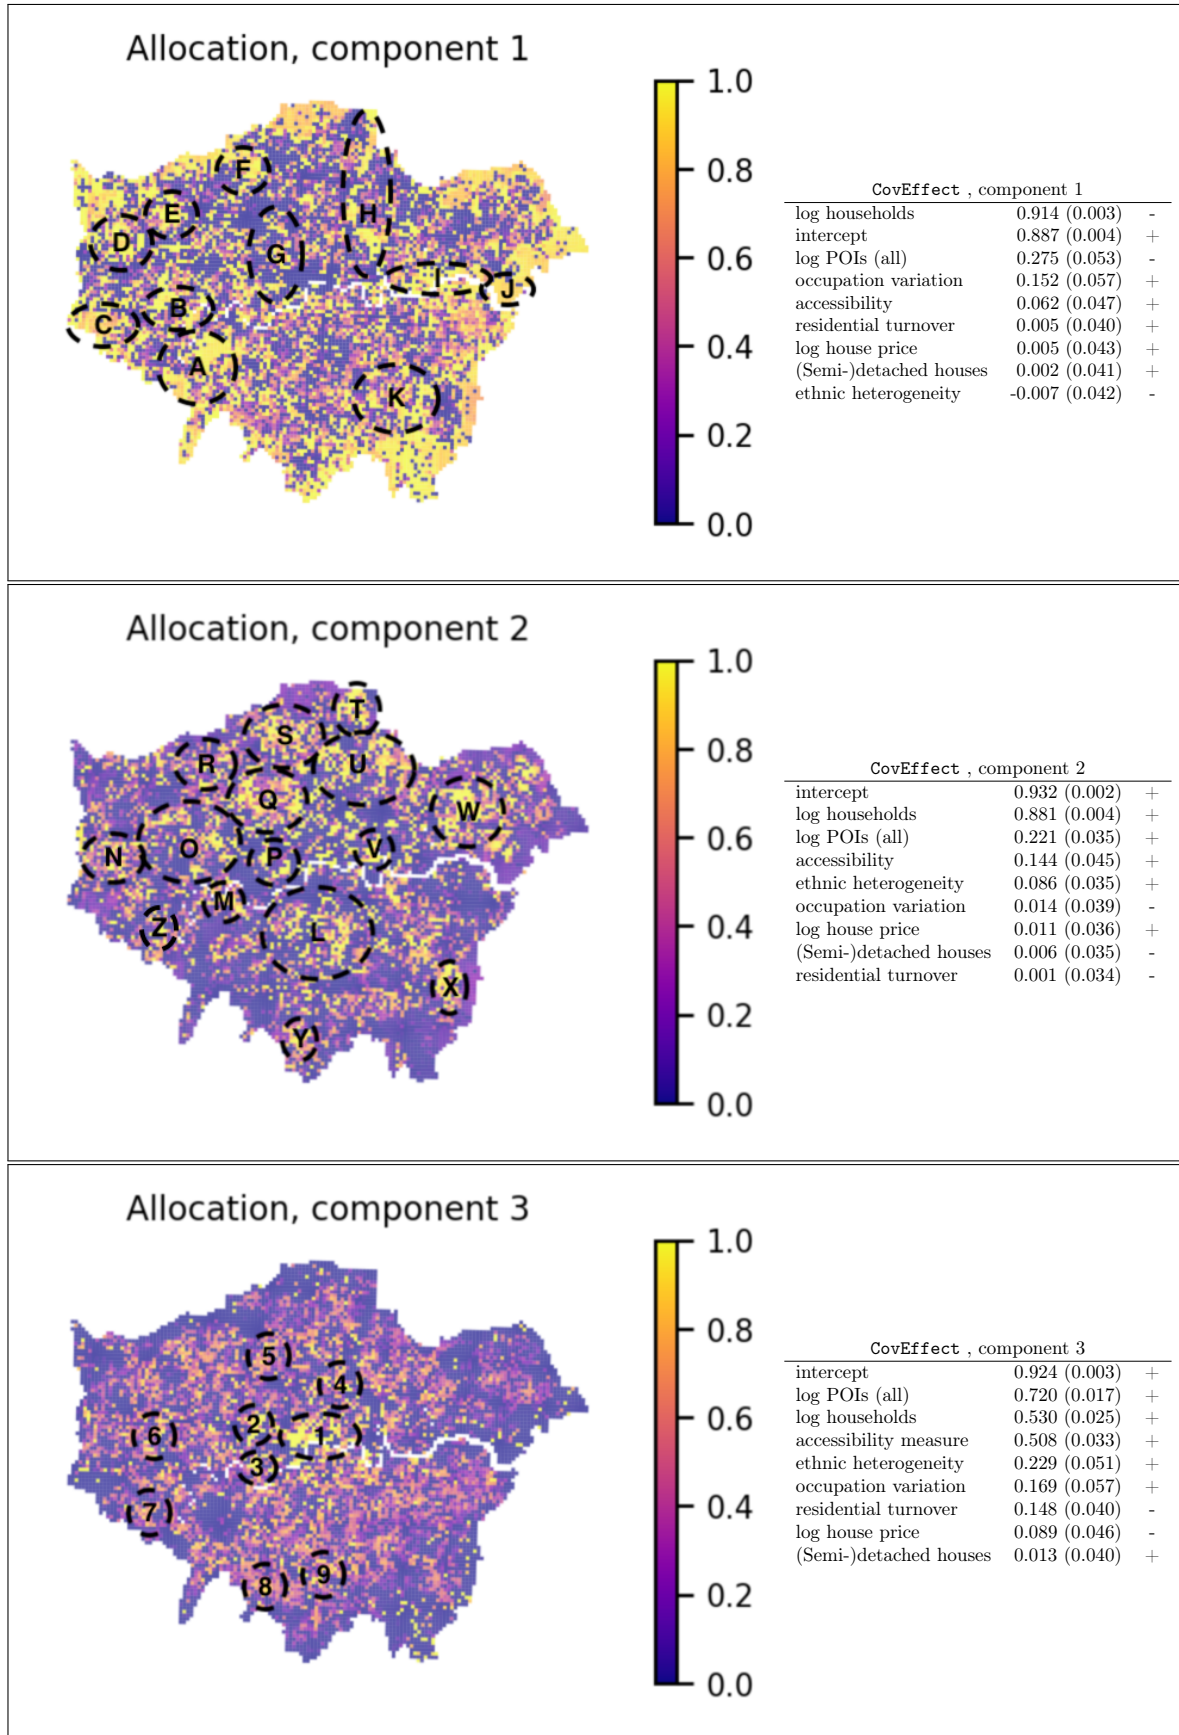 Allocation, component 1
1.0
0.8
0.6
0.4
0.2
0.0
F
E
H
D
G
I
J
B
C
A
K
CovEffect , component 1
log households 0.914 (0.003) -
intercept 0.887 (0.004) +
log POIs (all) 0.275 (0.053) -
occupation variation 0.152 (0.057) +
accessibility 0.062 (0.047) +
residential turnover 0.005 (0.040) +
log house price 0.005 (0.043) +
(Semi-)detached houses 0.002 (0.041) +
ethnic heterogeneity -0.007 (0.042) -
Allocation, component 2
1.0
0.8
0.6
0.4
0.2
0.0
T
S
R
U
Q
W
N
O
P
V
M
Z
L
X
Y
CovEffect , component 2
intercept 0.932 (0.002) +
log households 0.881 (0.004) +
log POIs (all) 0.221 (0.035) +
accessibility 0.144 (0.045) +
ethnic heterogeneity 0.086 (0.035) +
occupation variation 0.014 (0.039) -
log house price 0.011 (0.036) +
(Semi-)detached houses 0.006 (0.035) -
residential turnover 0.001 (0.034) -
Allocation, component 3
1.0
0.8
0.6
0.4
0.2
0.0
5
4
2
1
6
3
7
8
9
CovEffect , component 3
intercept 0.924 (0.003) +
log POIs (all) 0.720 (0.017) +
log households 0.530 (0.025) +
accessibility measure 0.508 (0.033) +
ethnic heterogeneity 0.229 (0.051) +
occupation variation 0.169 (0.057) +
residential turnover 0.148 (0.040) -
log house price 0.089 (0.046) -
(Semi-)detached houses 0.013 (0.040) +